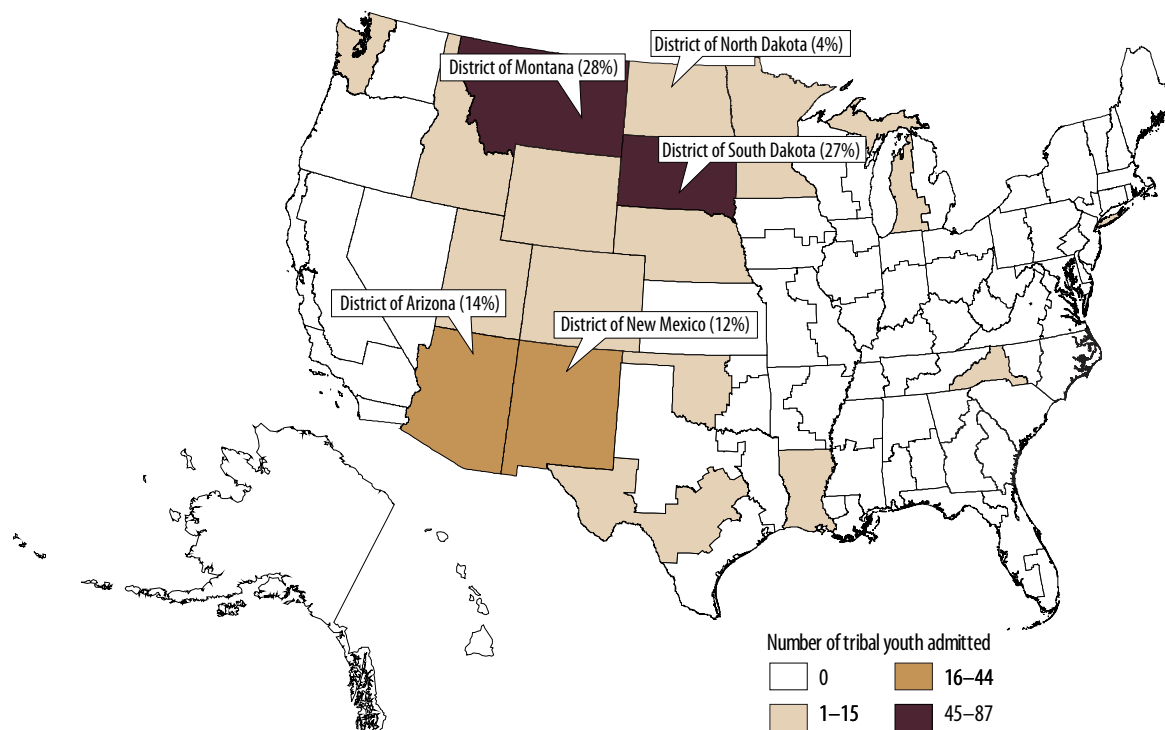 District of North Dakota (4%)
District of Montana (28%)
District of South Dakota (27%)
District of Arizona (14%)
District of New Mexico (12%)
Number of tribal youth admitted
0
16–44
1–15
45–87